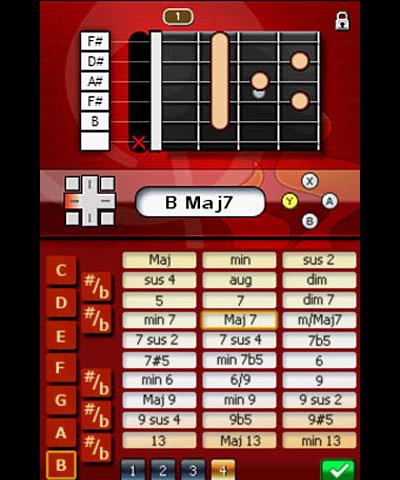 1
F#
D#
A#
F#
B
X
B Maj7
X
Y A
B
Maj min sus 2
C #/b sus 4 aug dim
D 5 7 dim 7
#/b min 7 Maj 7 m/Maj7
E 7 sus 2 7 sus 4 7b5
F 7#5 min 7b5 6
#/b min 6 6/9 9
G Maj 9 min 9 9 sus 2
#/b 9 sus 4 9b5 9#5
A #/b 13 Maj 13 min 13
B 1 2 3 4